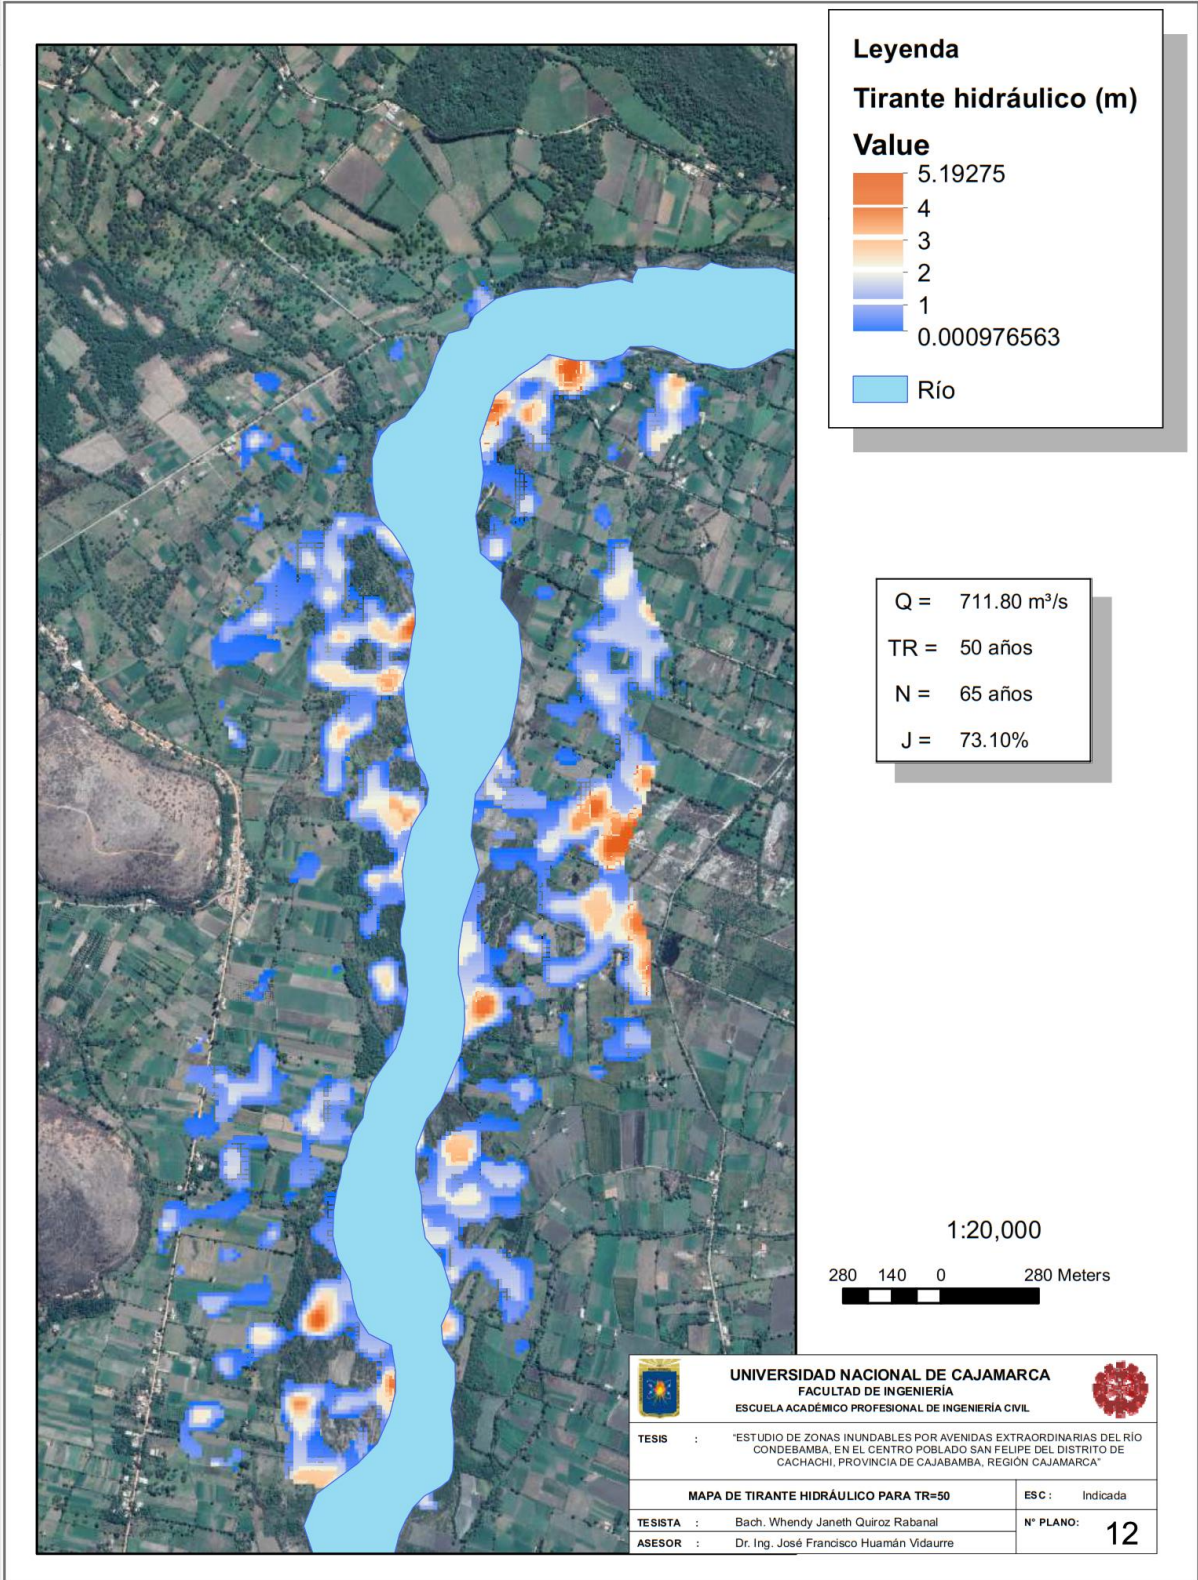 Leyenda
Tirante hidráulico (m)
Value
5.19275
4
3
2
1
0.000976563
Río
Q = 711.80 m³/s
TR = 50 años
N = 65 años
J = 73.10%
1:20,000
280 140 0 280 Meters
UNIVERSIDAD NACIONAL DE CAJAMARCA
FACULTAD DE INGENIERÍA
ESCUELA ACADÉMICO PROFESIONAL DE INGENIERÍA CIVIL
TESIS : "ESTUDIO DE ZONAS INUNDABLES POR AVENIDAS EXTRAORDINARIAS DEL RÍO
CONDEBAMBA, EN EL CENTRO POBLADO SAN FELIPE DEL DISTRITO DE
CACHACHI, PROVINCIA DE CAJABAMBA, REGIÓN CAJAMARCA"
MAPA DE TIRANTE HIDRÁULICO PARA TR=50
ESC : Indicada
TESISTA : Bach. Whendy Janeth Quiroz Rabanal
ASESOR : Dr. Ing. José Francisco Huamán Vidaurre
N° PLANO: 12